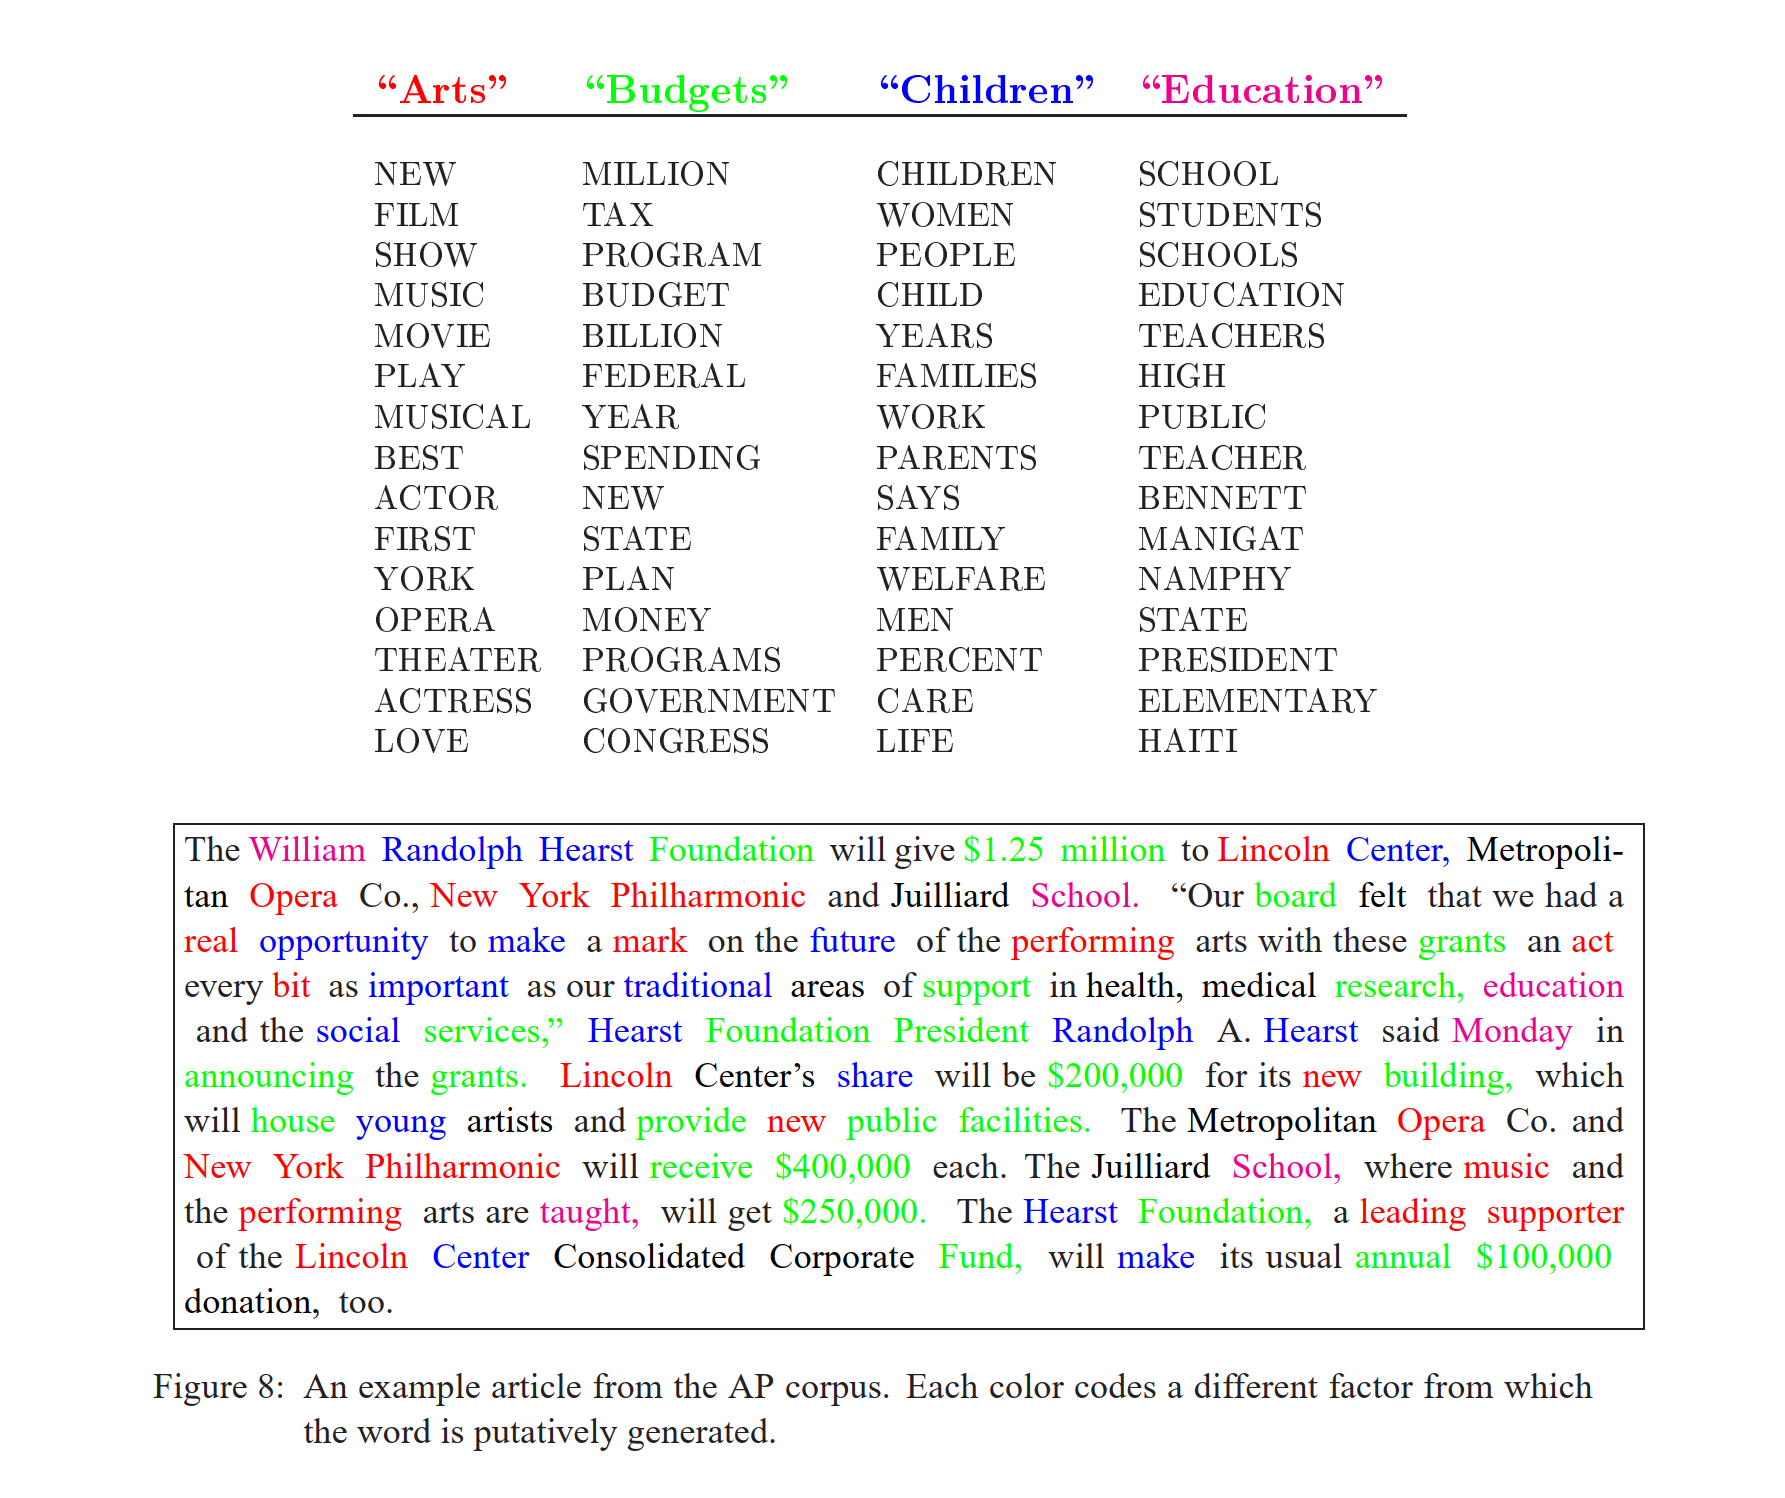 “Arts” “Budgets” “Children” “Education”
NEW MILLION CHILDREN SCHOOL
FILM TAX WOMEN STUDENTS
SHOW PROGRAM PEOPLE SCHOOLS
MUSIC BUDGET CHILD EDUCATION
MOVIE BILLION YEARS TEACHERS
PLAY FEDERAL FAMILIES HIGH
MUSICAL YEAR WORK PUBLIC
BEST SPENDING PARENTS TEACHER
ACTOR NEW SAYS BENNETT
FIRST STATE FAMILY MANIGAT
YORK PLAN WELFARE NAMPHY
OPERA MONEY MEN STATE
THEATER PROGRAMS PERCENT PRESIDENT
ACTRESS GOVERNMENT CARE ELEMENTARY
LOVE CONGRESS LIFE HAITI
The William Randolph Hearst Foundation will give $1.25 million to Lincoln Center, Metropoli-
tan Opera Co., New York Philharmonic and Juilliard School. “Our board felt that we had a
real opportunity to make a mark on the future of the performing arts with these grants an act
every bit as important as our traditional areas of support in health, medical research, education
and the social services,” Hearst Foundation President Randolph A. Hearst said Monday in
announcing the grants. Lincoln Center’s share will be $200,000 for its new building, which
will house young artists and provide new public facilities. The Metropolitan Opera Co. and
New York Philharmonic will receive $400,000 each. The Juilliard School, where music and
the performing arts are taught, will get $250,000. The Hearst Foundation, a leading supporter
of the Lincoln Center Consolidated Corporate Fund, will make its usual annual $100,000
donation, too.
Figure 8: An example article from the AP corpus. Each color codes a different factor from which
the word is putatively generated.